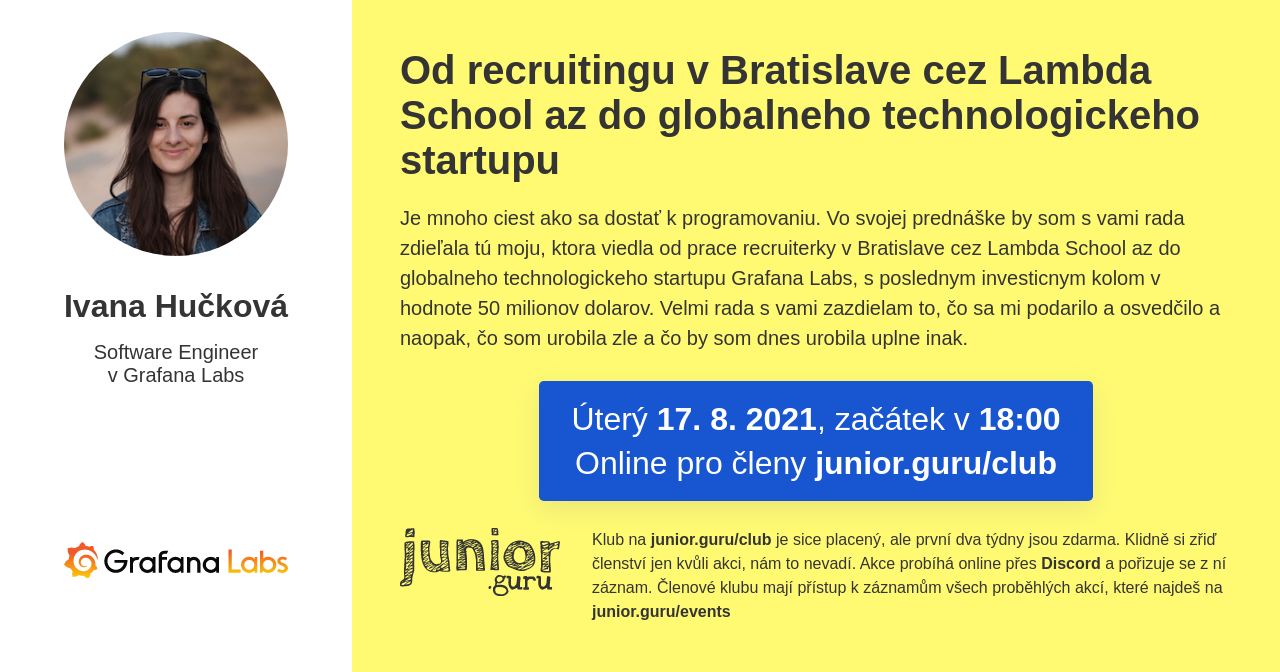 Ivana Hučková
Software Engineer
v Grafana Labs
Grafana Labs
Od recruitingu v Bratislave cez Lambda
School az do globalneho technologickeho
startupu
Je mnoho ciest ako sa dostať k programovaniu. Vo svojej prednáške by som s vami rada
zdieľala tú moju, ktora viedla od prace recruiterky v Bratislave cez Lambda School az do
globalneho technologickeho startupu Grafana Labs, s poslednym investicnym kolom v
hodnote 50 milionov dolarov. Velmi rada s vami zazdielam to, čo sa mi podarilo a osvedčilo a
naopak, čo som urobila zle a čo by som dnes urobila uplne inak.
Úterý 17. 8. 2021, začátek v 18:00
Online pro členy junior.guru/club
junior
.guru
Klub na junior.guru/club je sice placený, ale první dva týdny jsou zdarma. Klidně si zřiď
členství jen kvůli akci, nám to nevadí. Akce probíhá online přes Discord a pořizuje se z ní
záznam. Členové klubu mají přístup k záznamům všech proběhlých akcí, které najdeš na
junior.guru/events